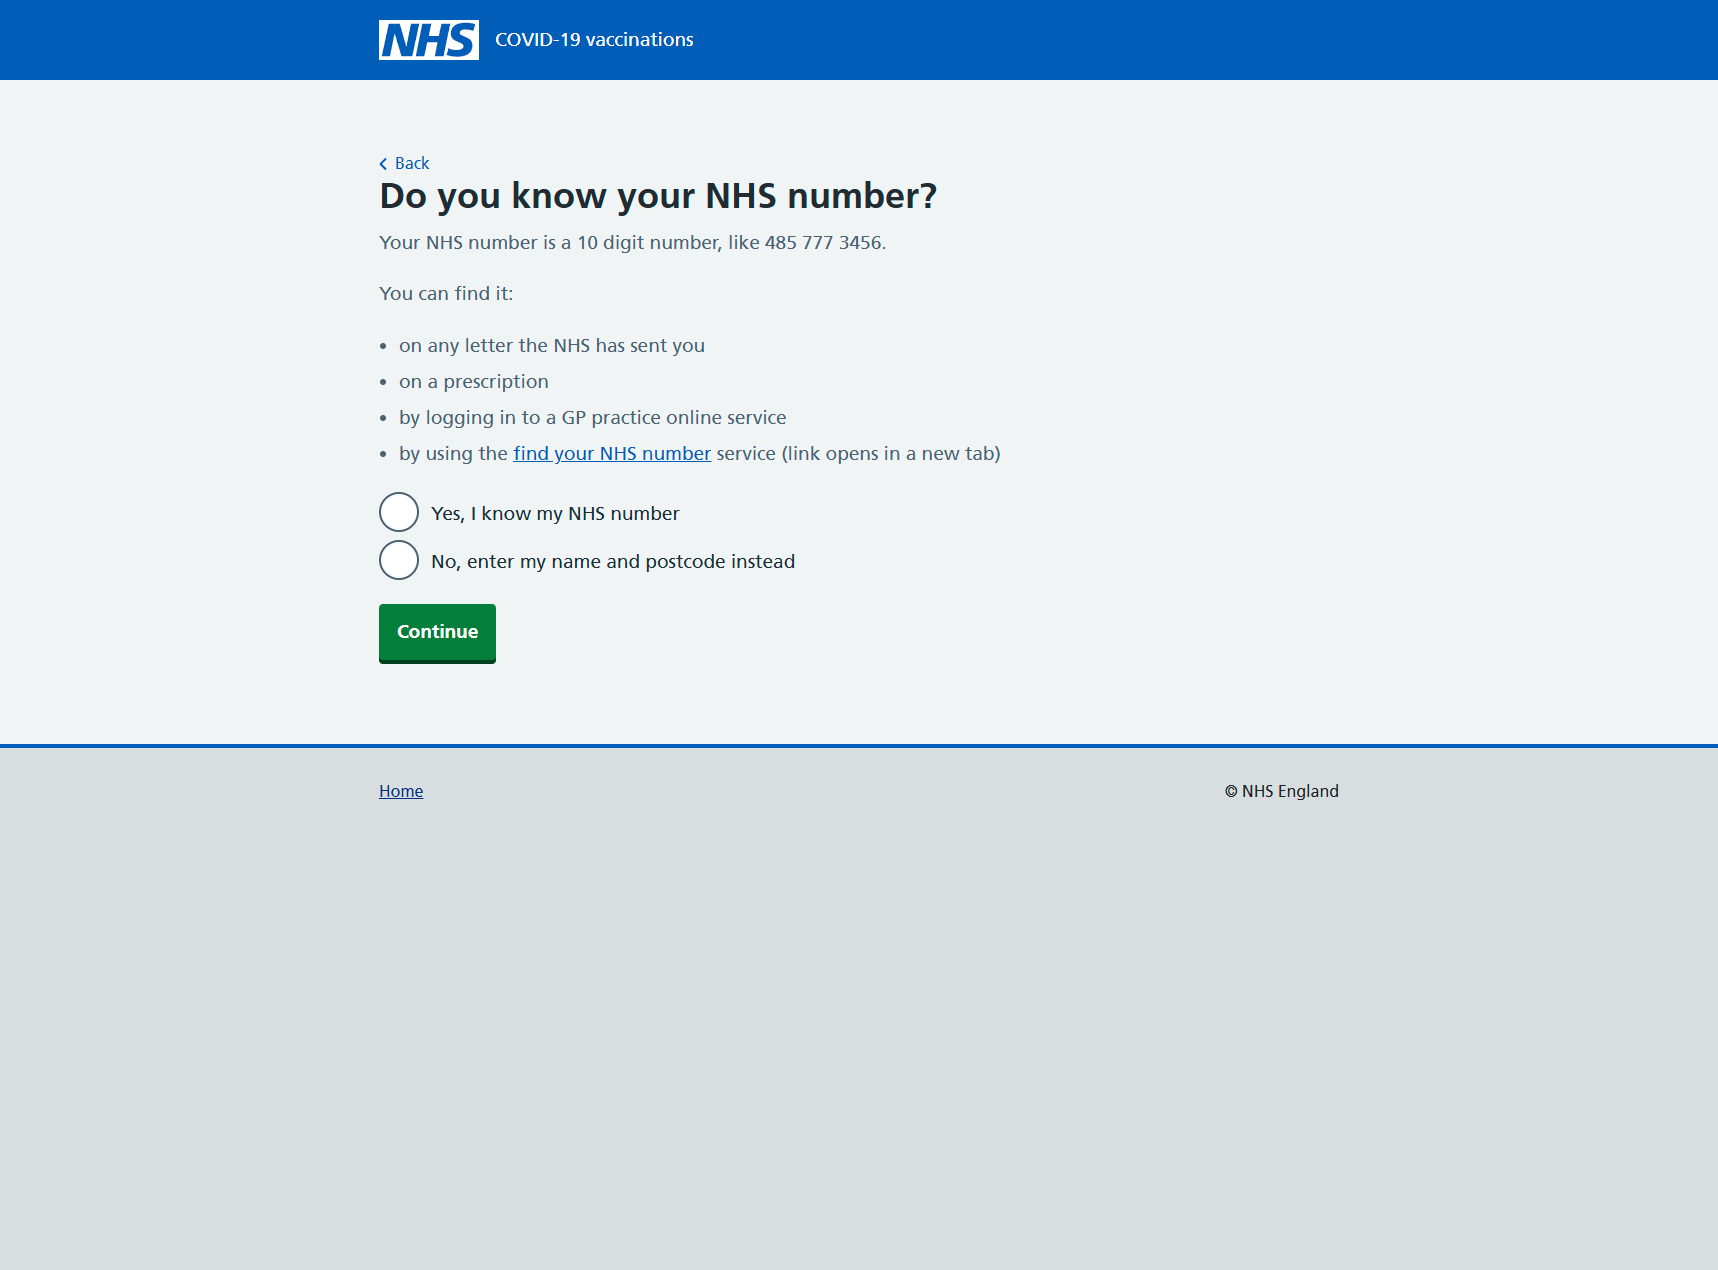 NHS COVID-19 vaccinations
Back
Do you know your NHS number?
Your NHS number is a 10 digit number, like 485 777 3456.
You can find it:
• on any letter the NHS has sent you
• on a prescription
• by logging in to a GP practice online service
• by using the find your NHS number service (link opens in a new tab)
Yes, I know my NHS number
No, enter my name and postcode instead
Continue
Home
© NHS England